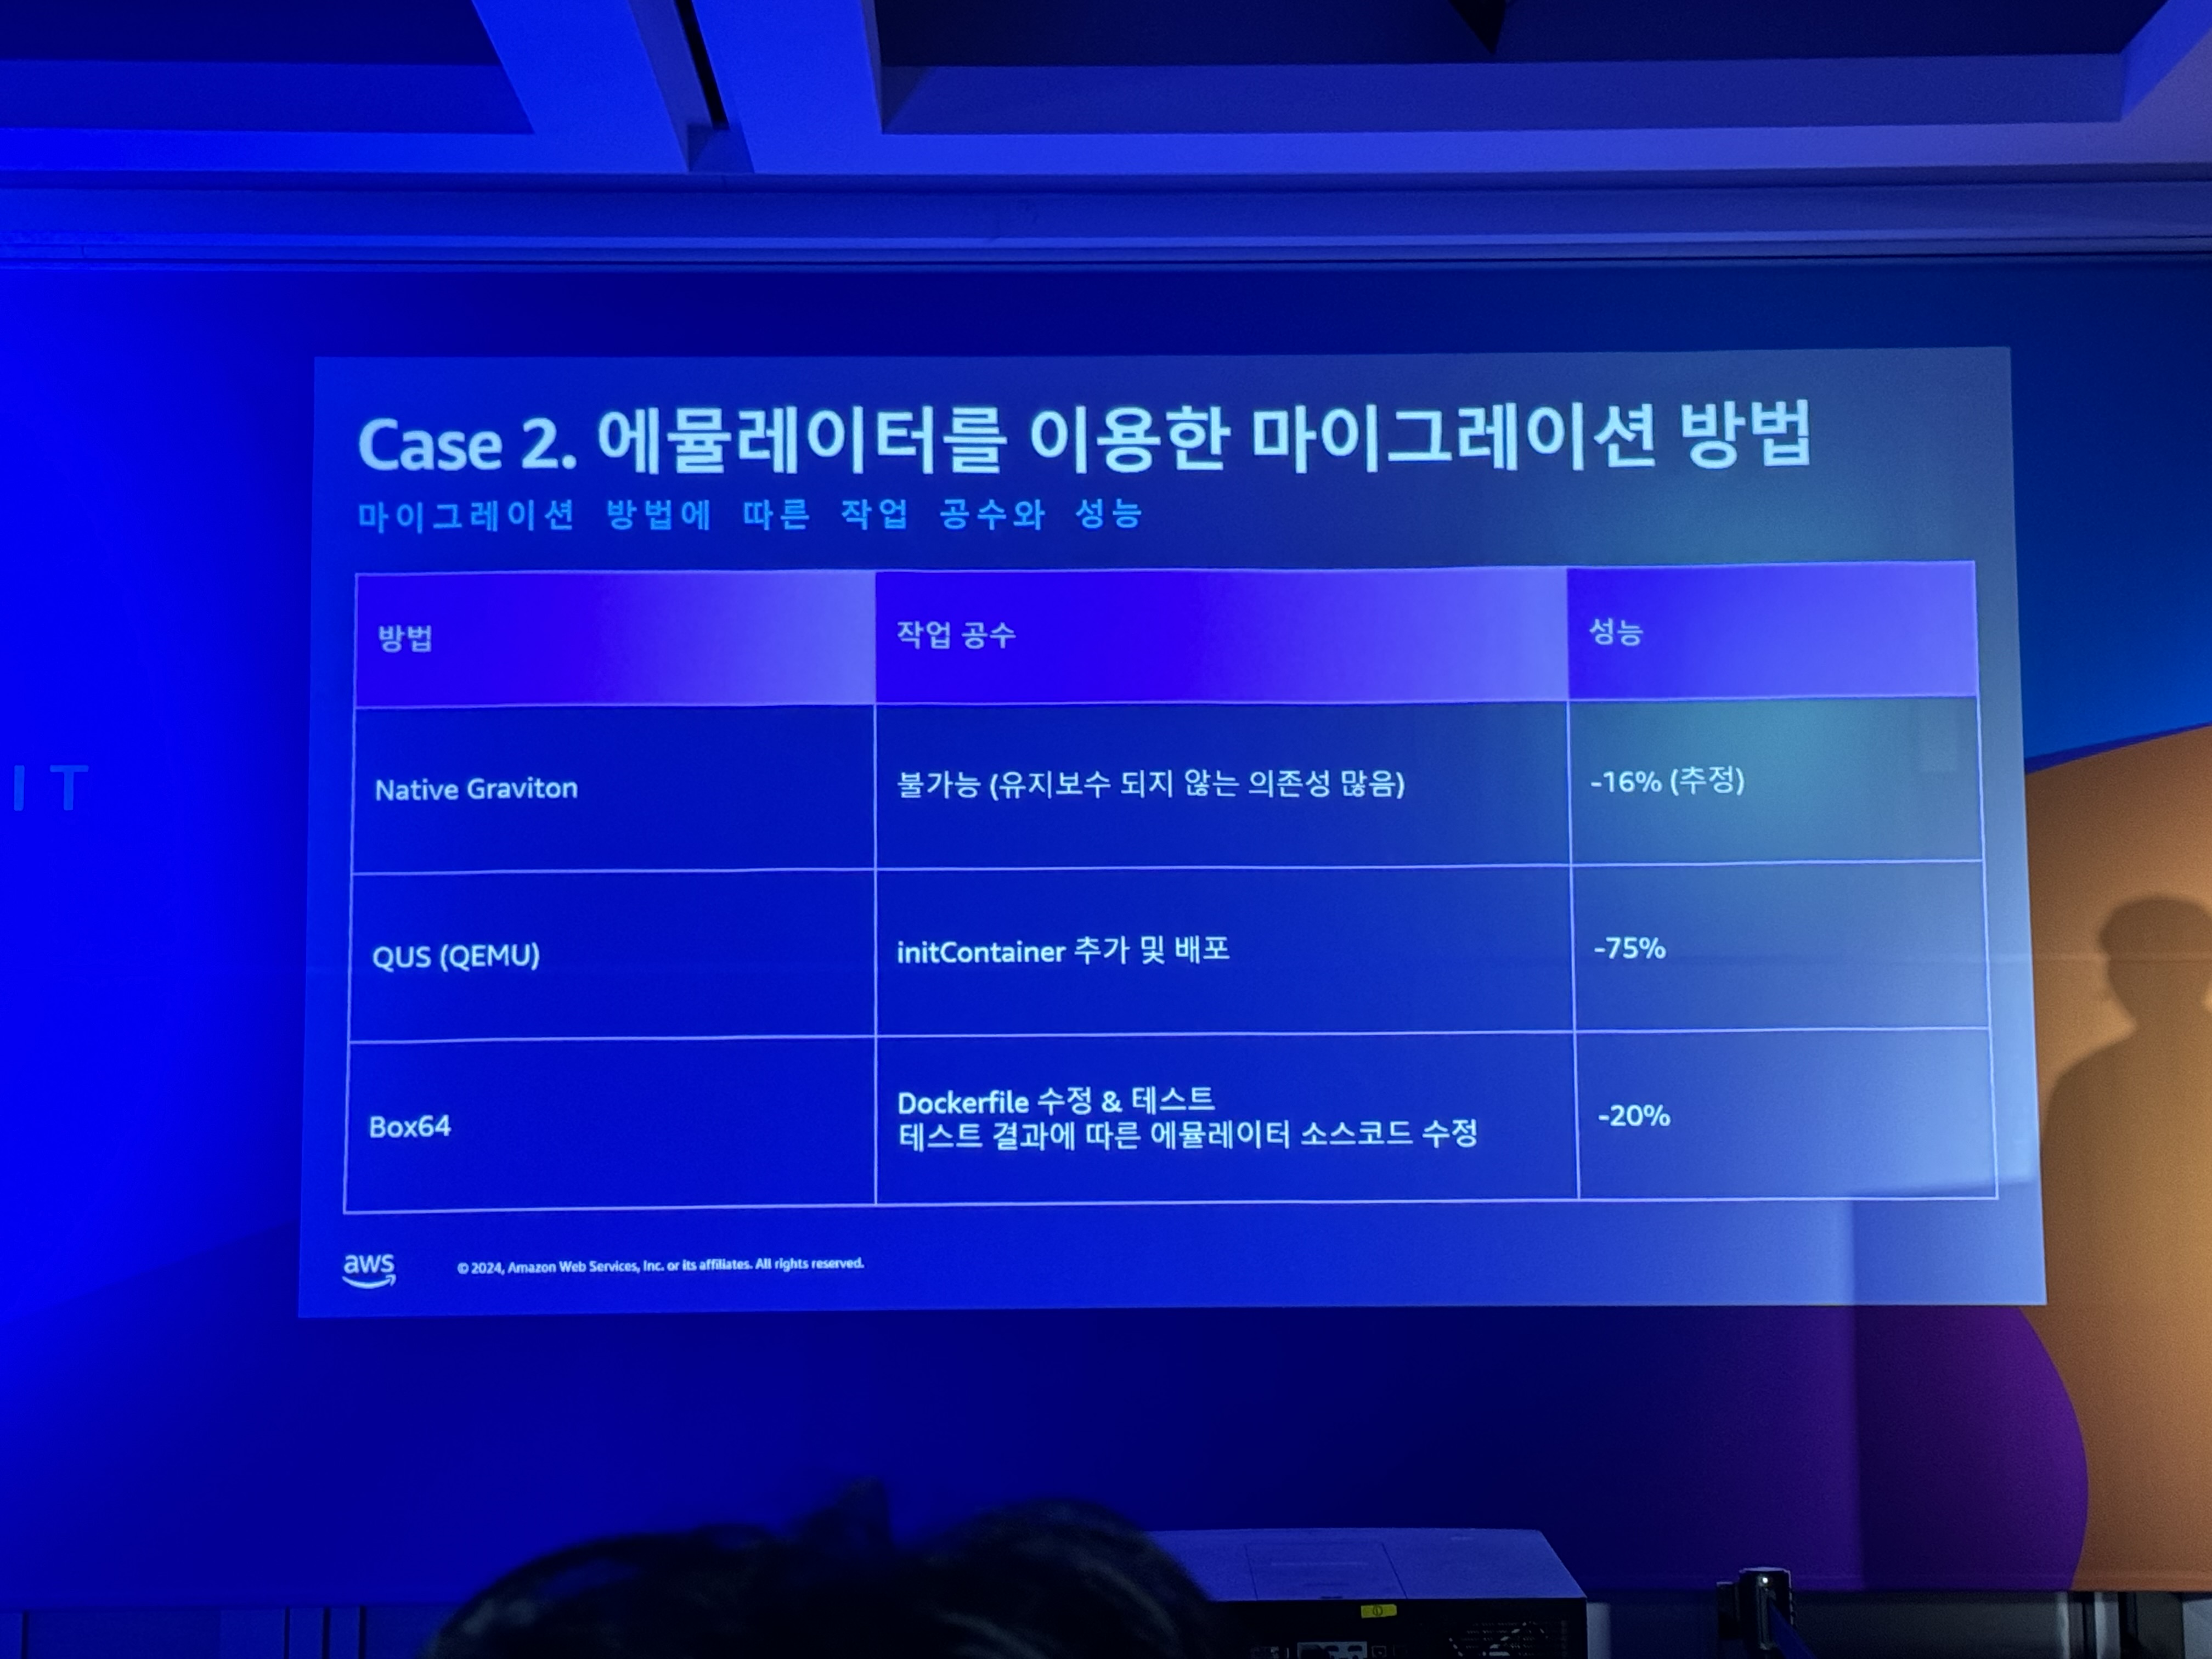 Case 2. 에뮬레이터를 이용한 마이그레이션 방법
마이그레이션 방법에 따른 작업 공수와 성능
방법 작업 공수 성능
Native Graviton 불가능 (유지보수 되지 않는 의존성 많음) -16% (추정)
QUS (QEMU) initContainer 추가 및 배포 -75%
Box64 Dockerfile 수정 & 테스트
테스트 결과에 따른 에뮬레이터 소스코드 수정 -20%
aws © 2024, Amazon Web Services, Inc. or its affiliates. All rights reserved.
IT